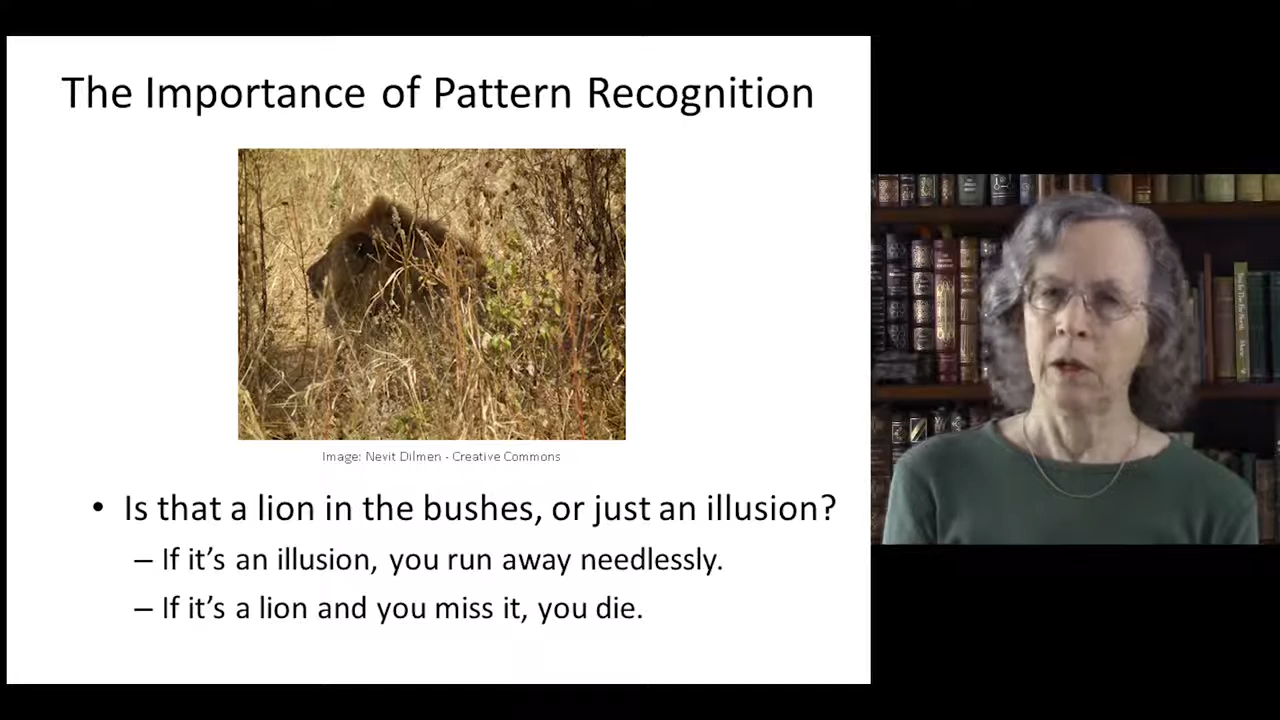 The Importance of Pattern Recognition
Image: Nevit Dilmen - Creative Commons
• Is that a lion in the bushes, or just an illusion?
– If it's an illusion, you run away needlessly.
– If it's a lion and you miss it, you die.